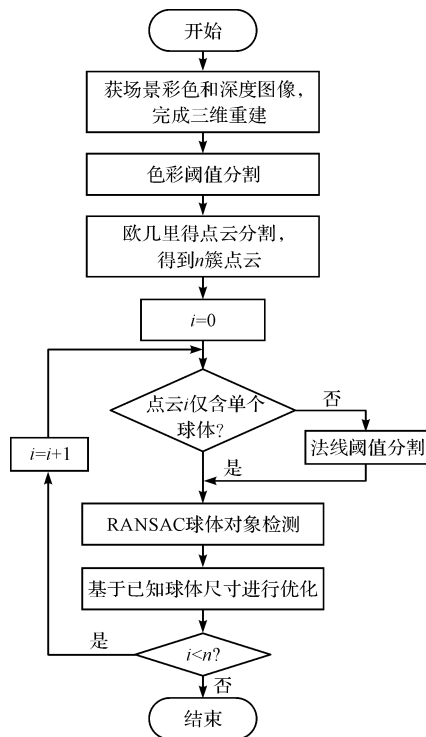 开始
获场景彩色和深度图像,
完成三维重建
色彩阈值分割
欧几里得点云分割,
得到n簇点云
i=0
点云i仅含单个
球体?
否
法线阈值分割
i=i+1
是
RANSAC球体对象检测
基于已知球体尺寸进行优化
是
i<n?
否
结束